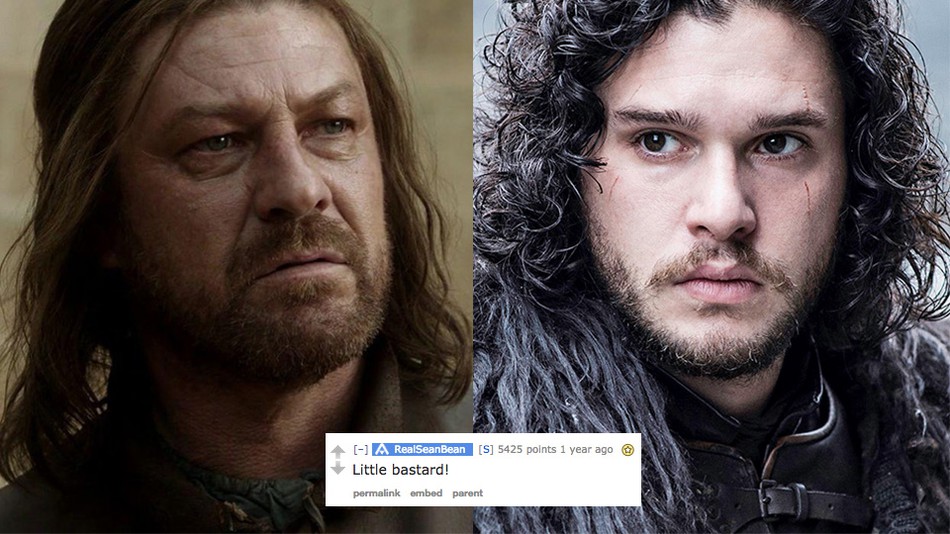 [-] RealSeanBean [S] 5425 points 1 year ago
Little bastard!
permalink embed parent